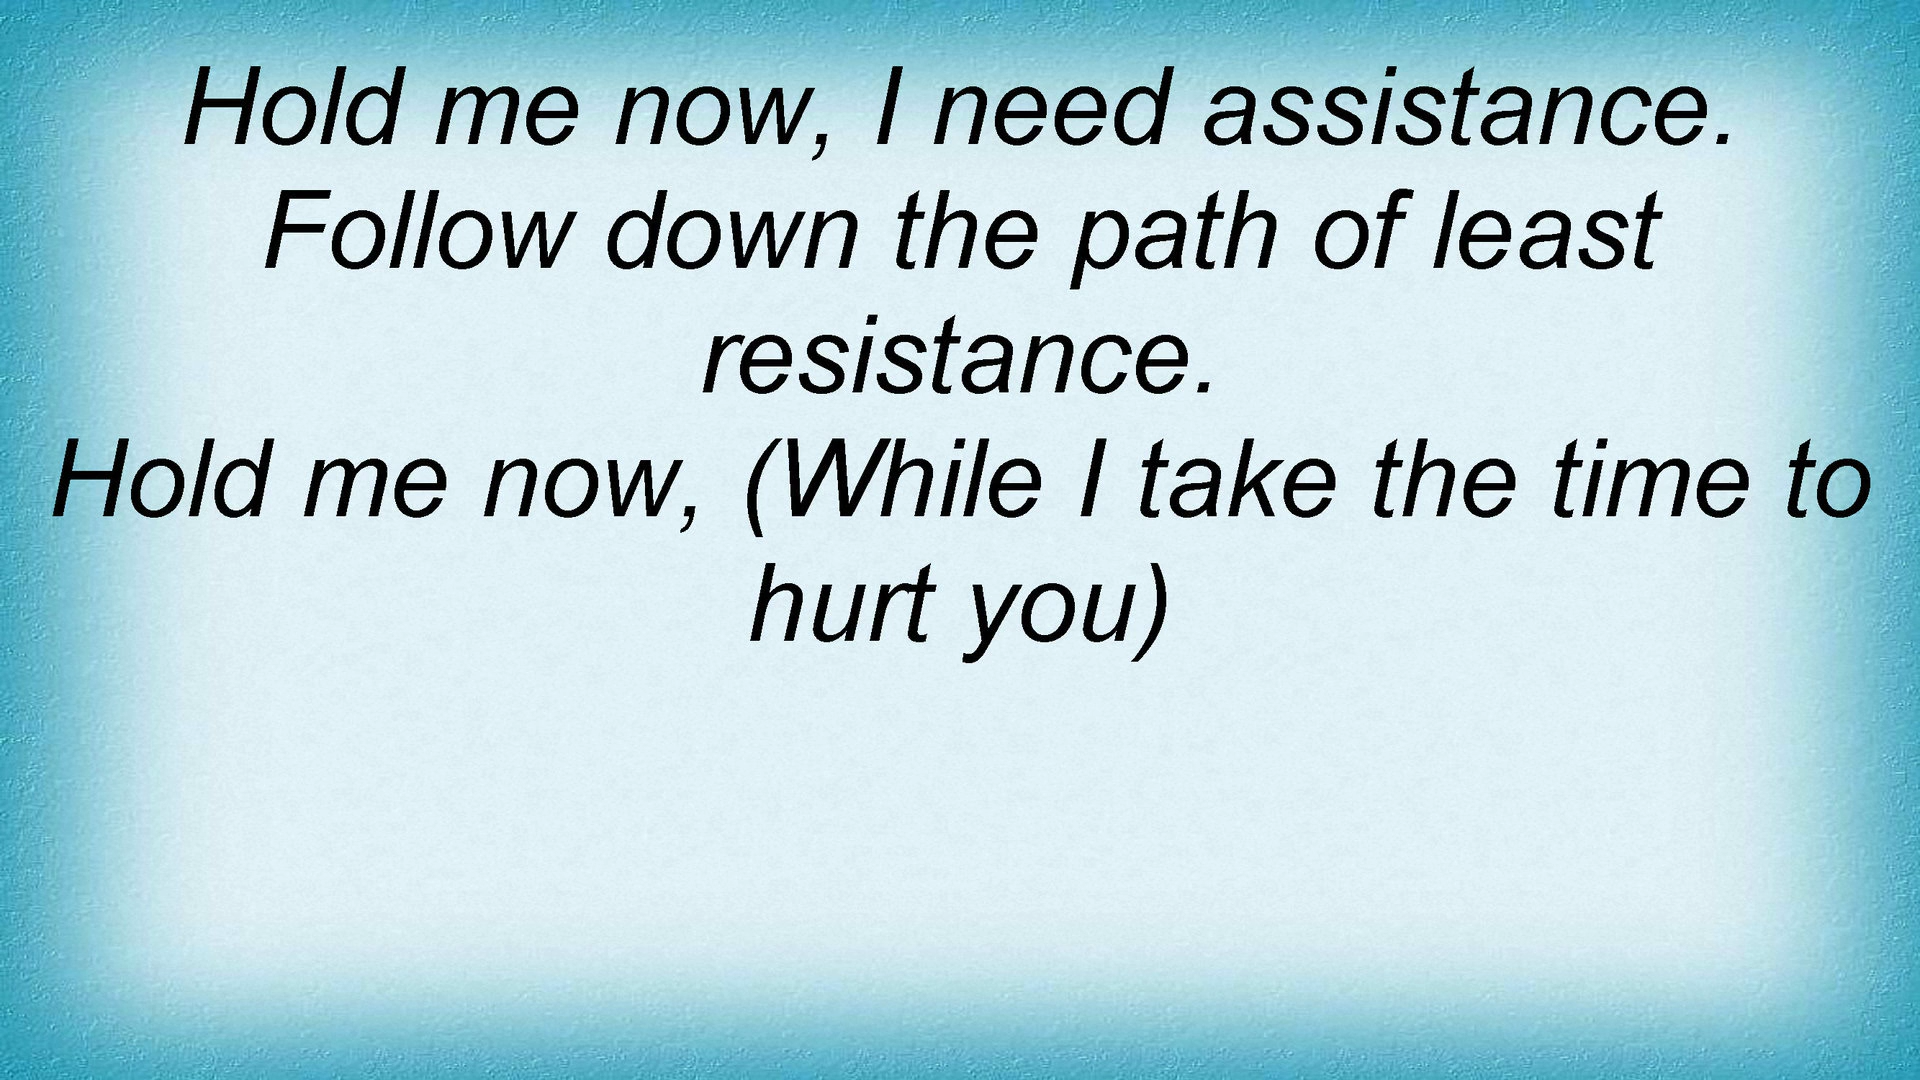 Hold me now, I need assistance.
Follow down the path of least
resistance.
Hold me now, (While I take the time to
hurt you)